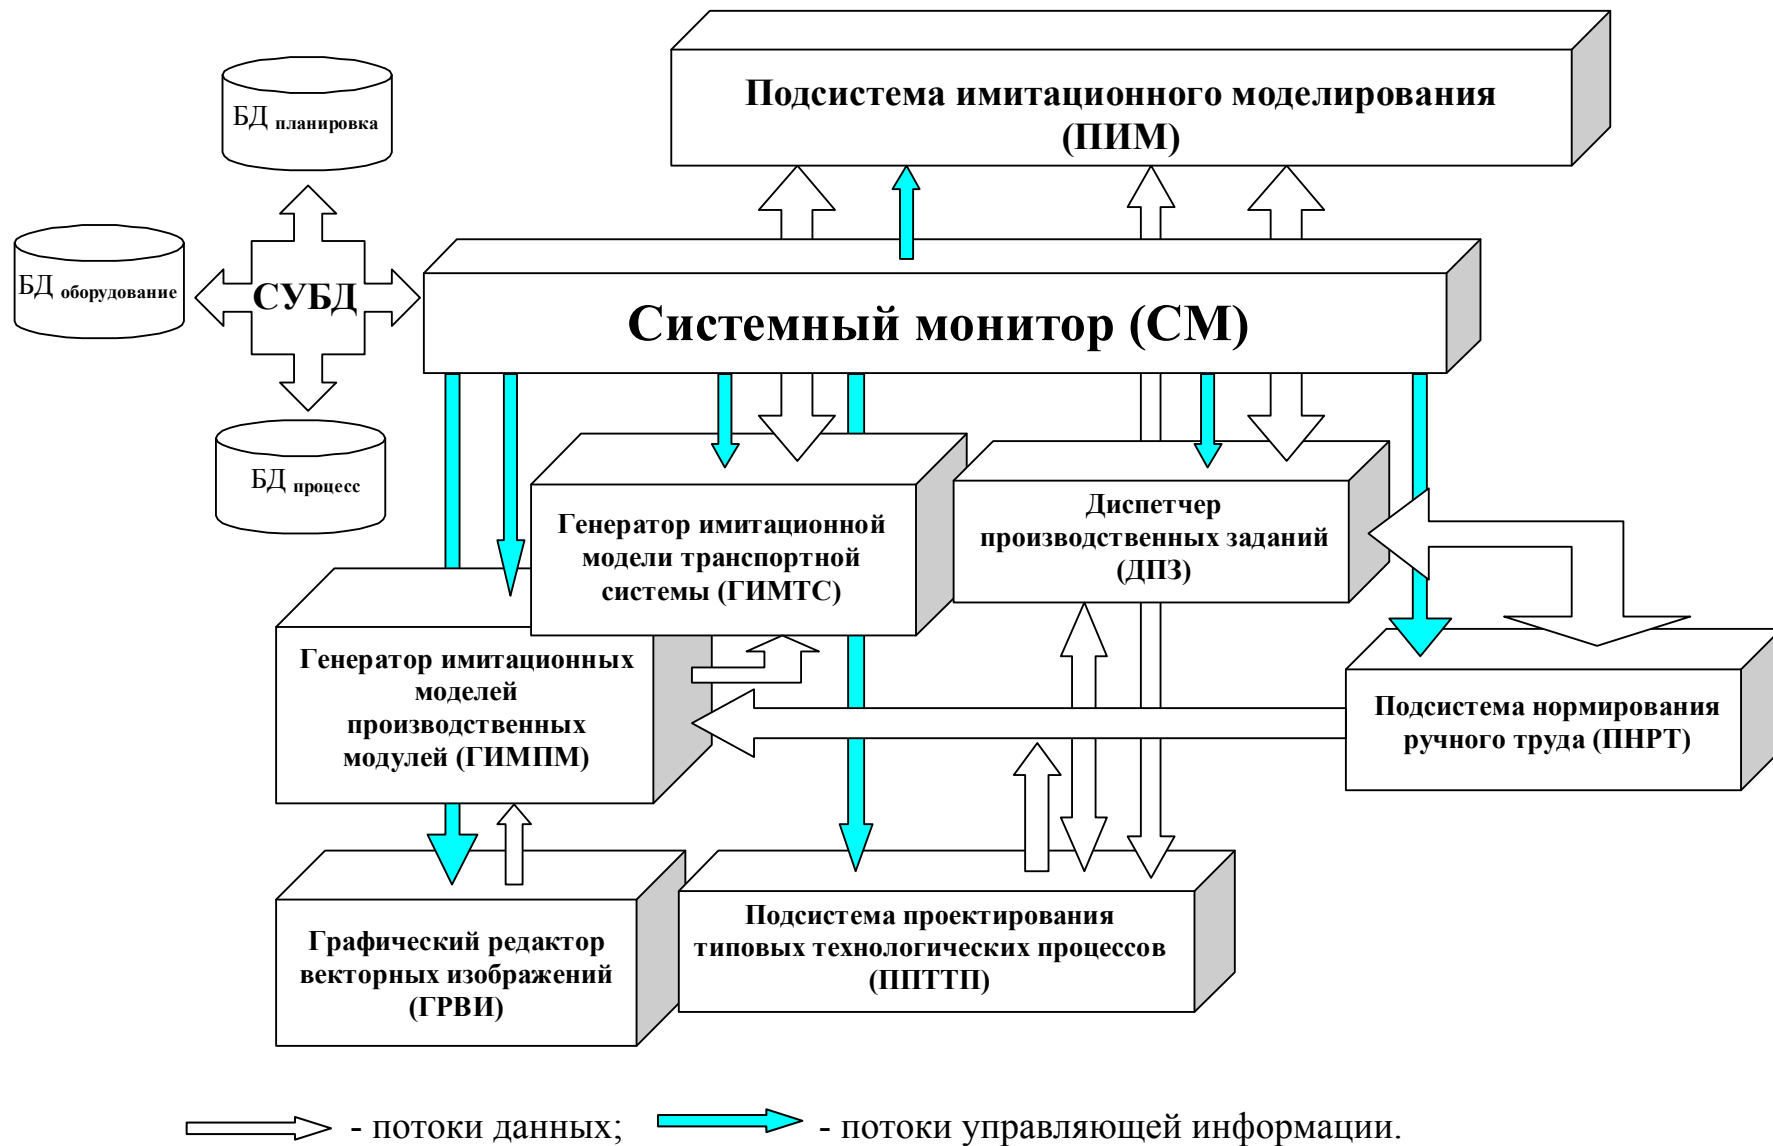 Подсистема имитационного моделирования
(ПИМ)
БД планировка
БД оборудование
СУБД
Системный монитор (СМ)
БД процесс
Генератор имитационной
модели транспортной
системы (ГИМТС)
Диспетчер
производственных заданий
(ДПЗ)
Генератор имитационных
моделей
производственных
модулей (ГИМПМ)
Подсистема нормирования
ручного труда (ПНРТ)
Графический редактор
векторных изображений
(ГРВИ)
Подсистема проектирования
типовых технологических процессов
(ППТТП)
- потоки данных;
- потоки управляющей информации.